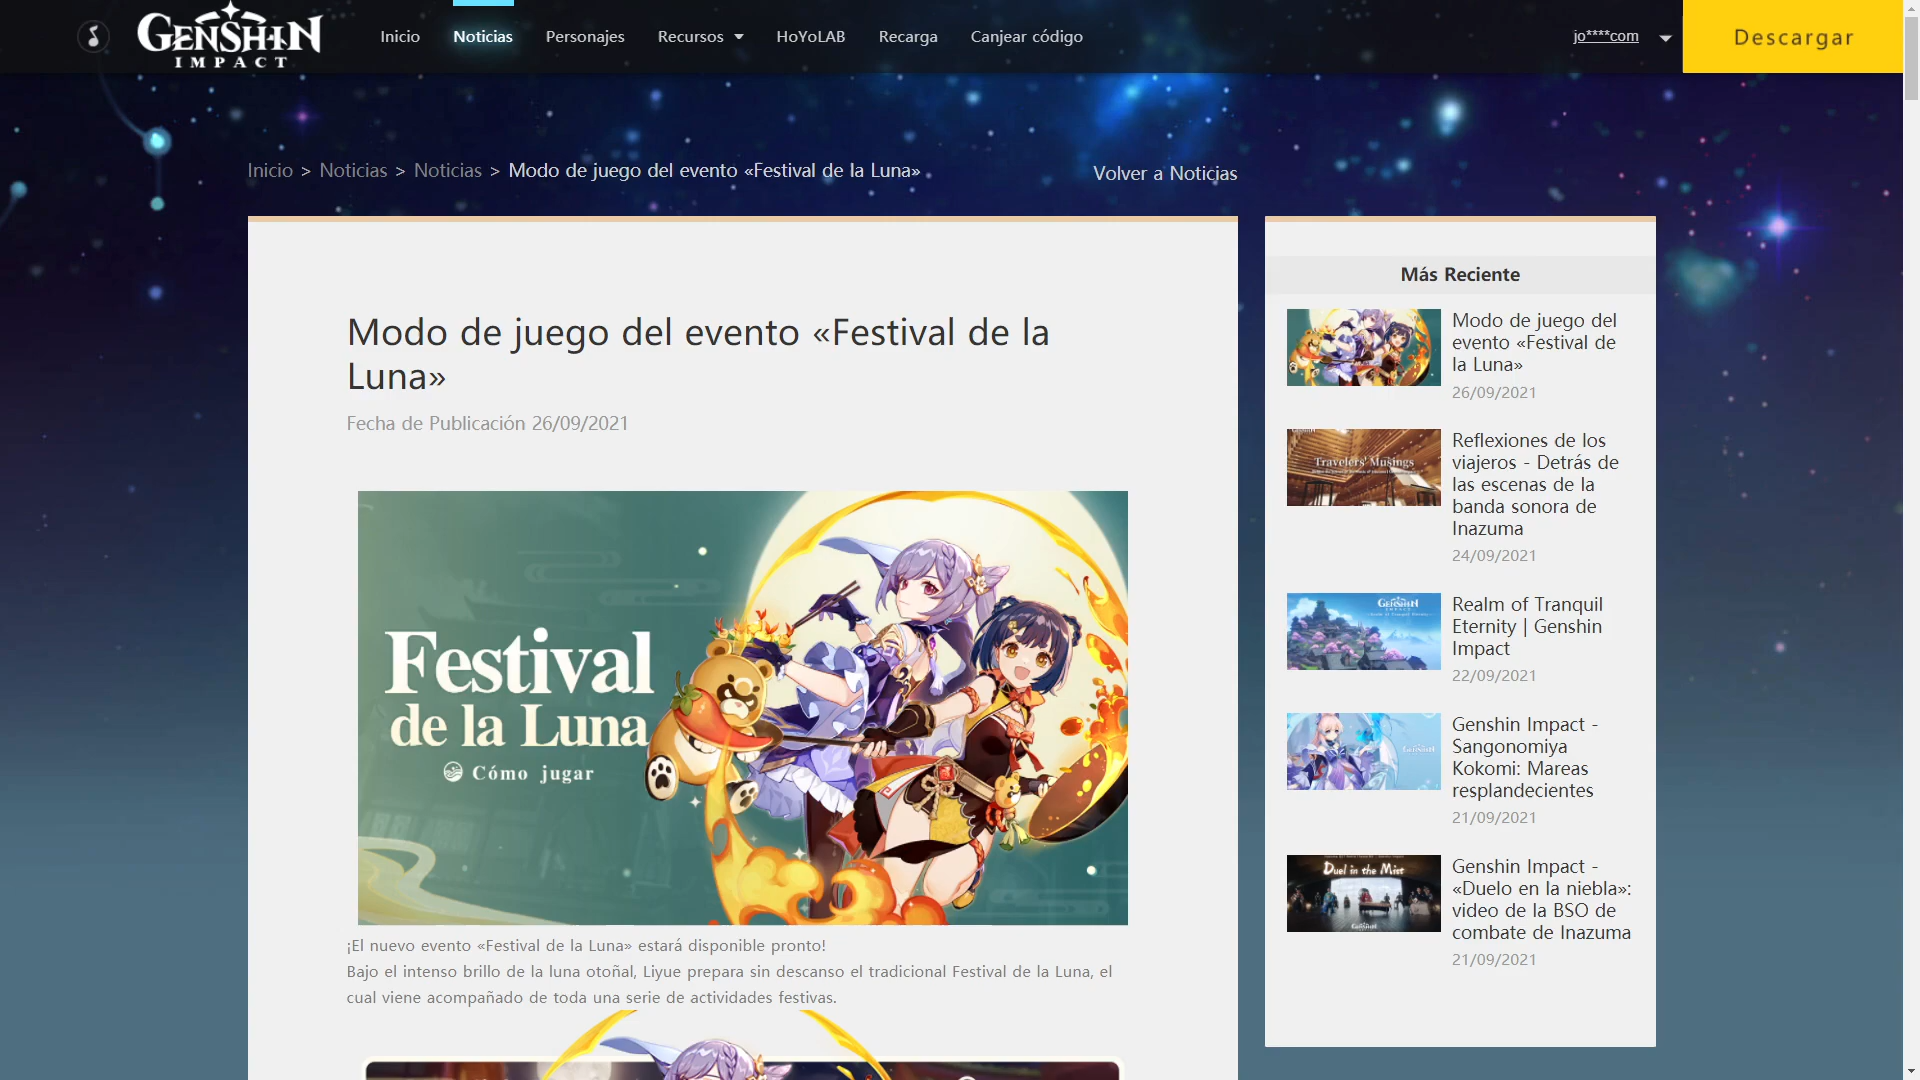 GENSHIN
IMPACT
Inicio
Noticias
Personajes
Recursos
HoYoLAB
Recarga
Canjear código
jo****com
Descargar
Inicio > Noticias > Noticias > Modo de juego del evento «Festival de la Luna»
Volver a Noticias
Modo de juego del evento «Festival de la
Luna»
Fecha de Publicación 26/09/2021
Festival
de la Luna
Cómo jugar
¡El nuevo evento «Festival de la Luna» estará disponible pronto!
Bajo el intenso brillo de la luna otoñal, Liyue prepara sin descanso el tradicional Festival de la Luna, el
cual viene acompañado de toda una serie de actividades festivas.
Más Reciente
Modo de juego del
evento «Festival de
la Luna»
26/09/2021
Travelers' Musings
Reflexiones de los
viajeros - Detrás de
las escenas de la
banda sonora de
Inazuma
24/09/2021
GENSHIN
IMPACT
Realm of Tranquil
Eternity | Genshin
Impact
22/09/2021
Genshin Impact -
Sangonomiya
Kokomi: Mareas
resplandecientes
21/09/2021
Duel in the Mist
Genshin Impact -
«Duelo en la niebla»:
video de la BSO de
combate de Inazuma
21/09/2021